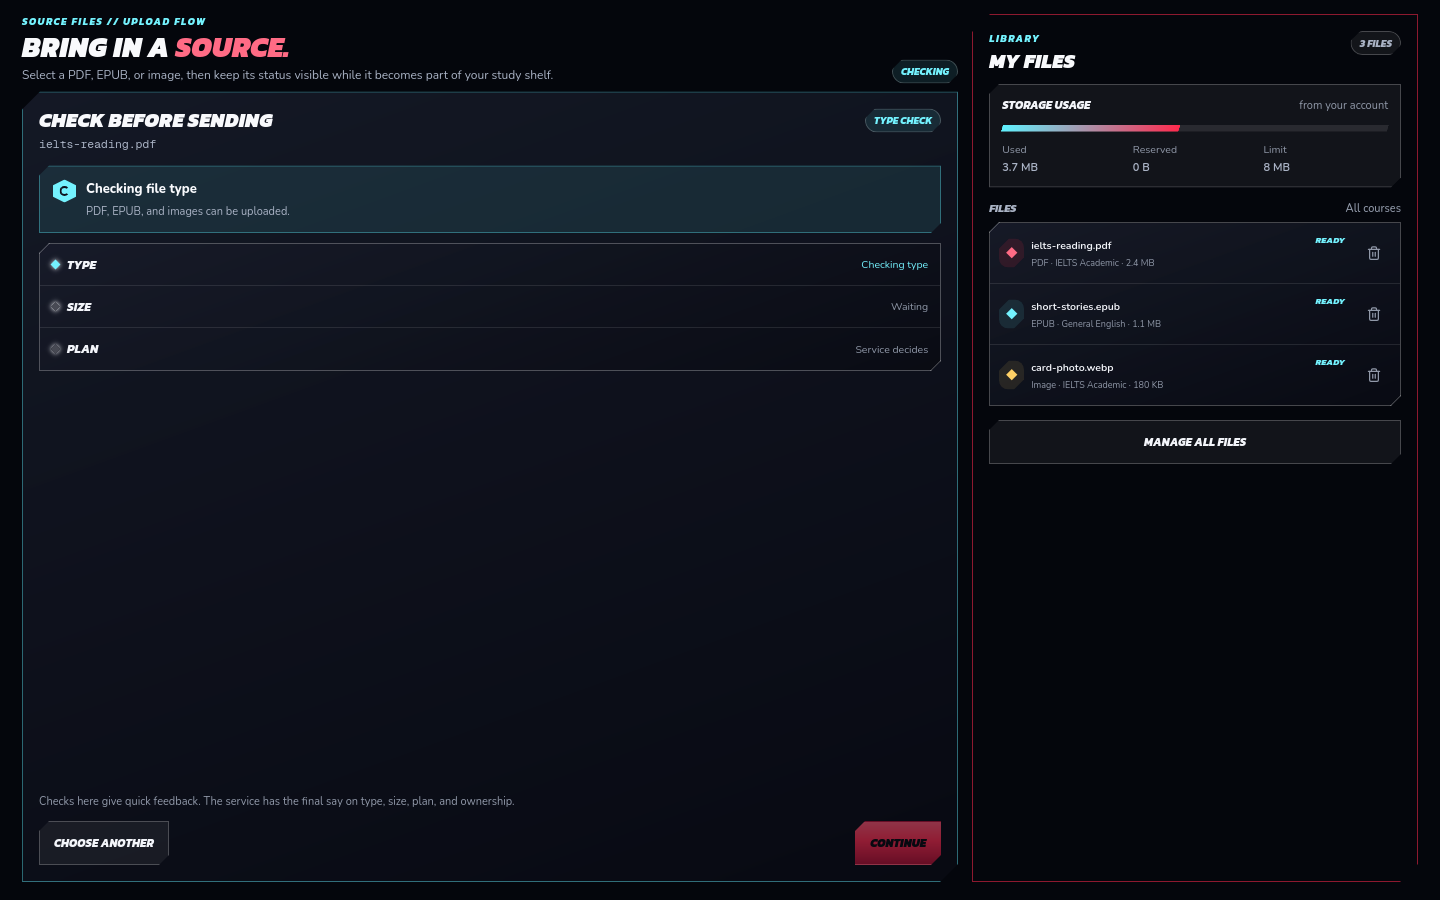 SOURCE FILES // UPLOAD FLOW
BRING IN A SOURCE.
Select a PDF, EPUB, or image, then keep its status visible while it becomes part of your study shelf.
CHECKING
CHECK BEFORE SENDING
TYPE CHECK
ielts-reading.pdf
C
Checking file type
PDF, EPUB, and images can be uploaded.
TYPE
Checking type
SIZE
Waiting
PLAN
Service decides
Checks here give quick feedback. The service has the final say on type, size, plan, and ownership.
CHOOSE ANOTHER
CONTINUE
LIBRARY
MY FILES
3 FILES
STORAGE USAGE
from your account
Used
Reserved
Limit
3.7 MB
0 B
8 MB
FILES
All courses
ielts-reading.pdf
READY
PDF · IELTS Academic · 2.4 MB
short-stories.epub
READY
EPUB · General English · 1.1 MB
card-photo.webp
READY
Image · IELTS Academic · 180 KB
MANAGE ALL FILES